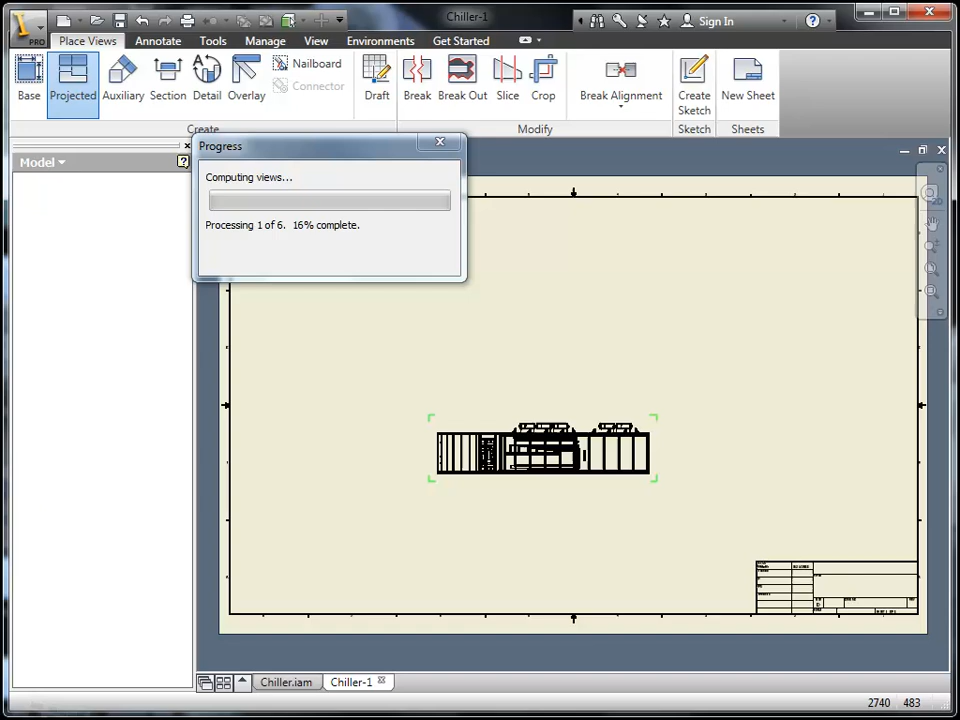 Chiller-1
Sign In
PRO
Place Views
Annotate
Tools
Manage
View
Environments
Get Started
Base
Projected
Auxiliary
Section
Detail
Overlay
Nailboard
Connector
Draft
Break
Break Out
Slice
Crop
Break Alignment
Create
Sketch
New Sheet
Create
Modify
Sketch
Sheets
Model
Progress
Computing views...
Processing 1 of 6. 16% complete.
2D
Chiller.iam
Chiller-1
2740
483